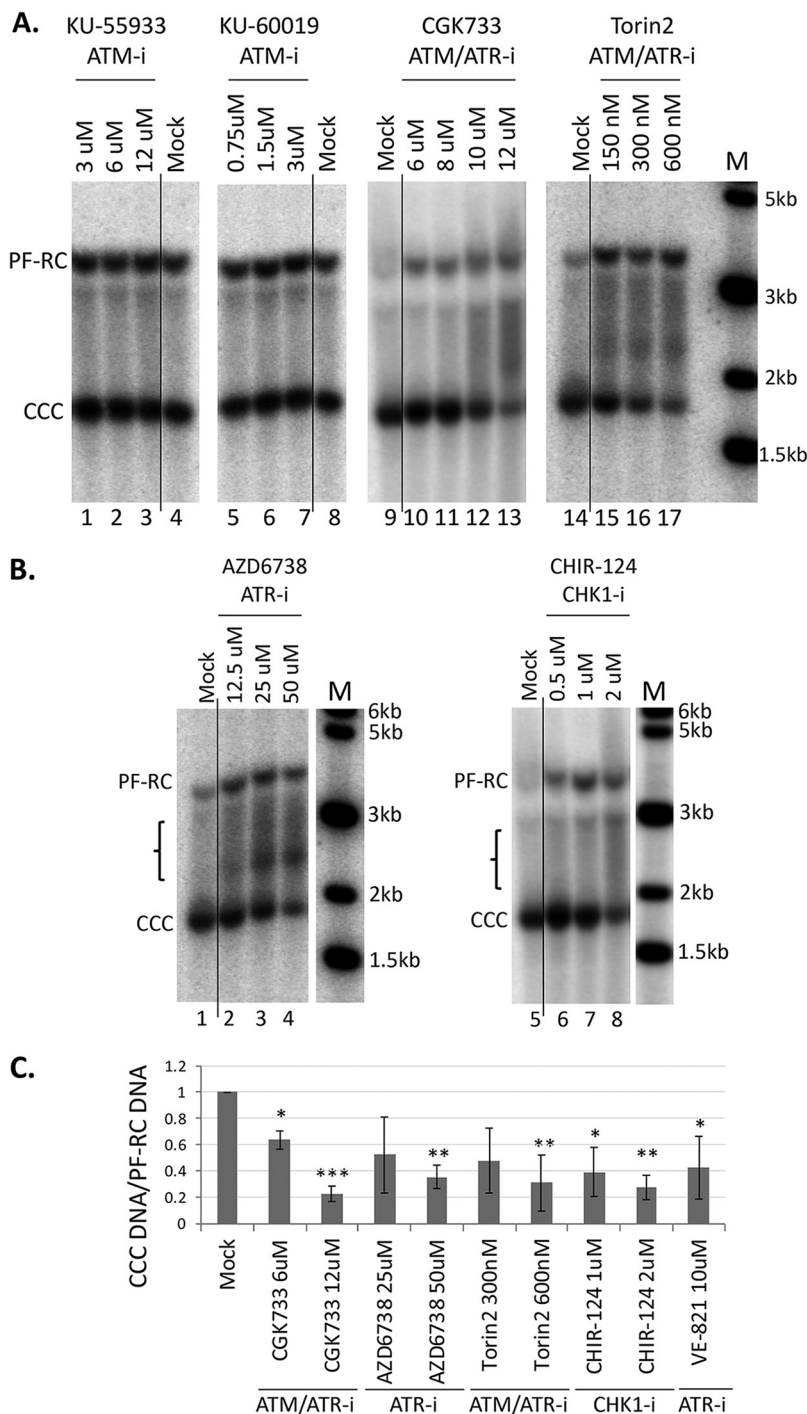 A.
KU-55933 KU-60019 CGK733 Torin2
ATM-i ATM-i ATM/ATR-i ATM/ATR-i
3 uM 6 uM 12 uM Mock 0.75uM 1.5uM 3uM Mock Mock 6 uM 8 uM 10 uM 12 uM Mock 150 nM 300 nM 600 nM M
5kb
PF-RC
3kb
2kb
CCC
1.5kb
1 2 3 4 5 6 7 8 9 10 11 12 13 14 15 16 17
B.
AZD6738 CHIR-124
ATR-i CHK1-i
Mock 12.5 uM 25 uM 50 uM M Mock 0.5 uM 1 uM 2 uM M
6kb 6kb
5kb 5kb
PF-RC PF-RC
3kb 3kb
2kb 2kb
CCC CCC
1.5kb 1.5kb
1 2 3 4 5 6 7 8
C.
CCC DNA/PF-RC DNA
1.2
1
0.8
0.6
0.4
0.2
0
* *** ** ** * ** *
Mock CGK733 6uM CGK733 12uM AZD6738 25uM AZD6738 50uM Torin2 300nM Torin2 600nM CHIR-124 1uM CHIR-124 2uM VE-821 10uM
ATM/ATR-i ATR-i ATM/ATR-i CHK1-i ATR-i